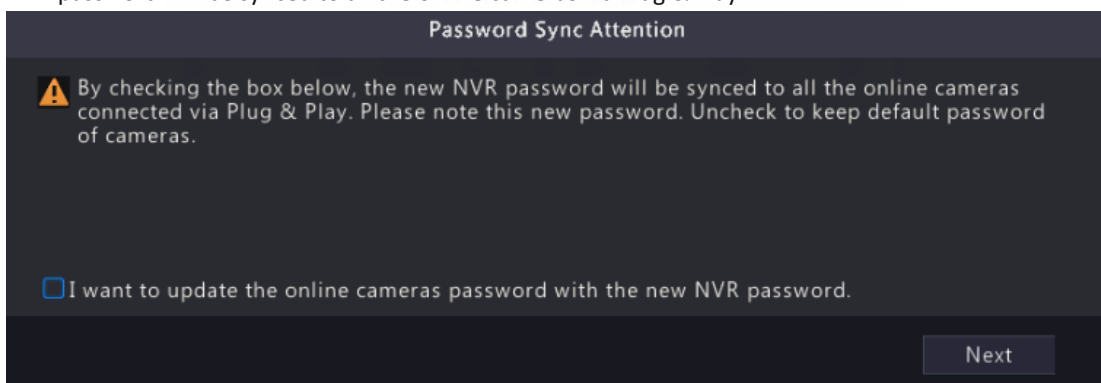 Password Sync Attention
By checking the box below, the new NVR password will be synced to all the online cameras
connected via Plug & Play. Please note this new password. Uncheck to keep default password
of cameras.
I want to update the online cameras password with the new NVR password.
Next